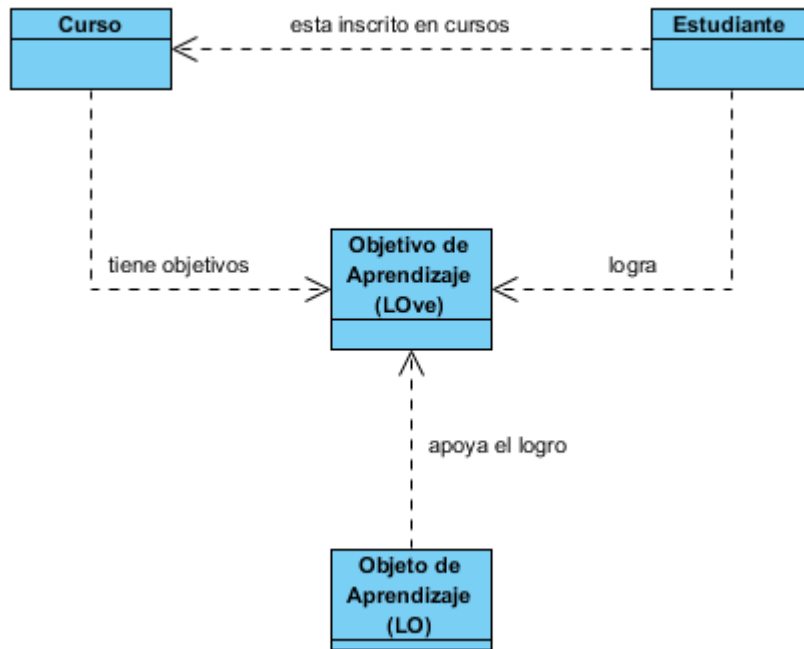 Curso
esta inscrito en cursos
Estudiante
Objetivo de
Aprendizaje
(LOve)
tiene objetivos
logra
apoya el logro
Objeto de
Aprendizaje
(LO)